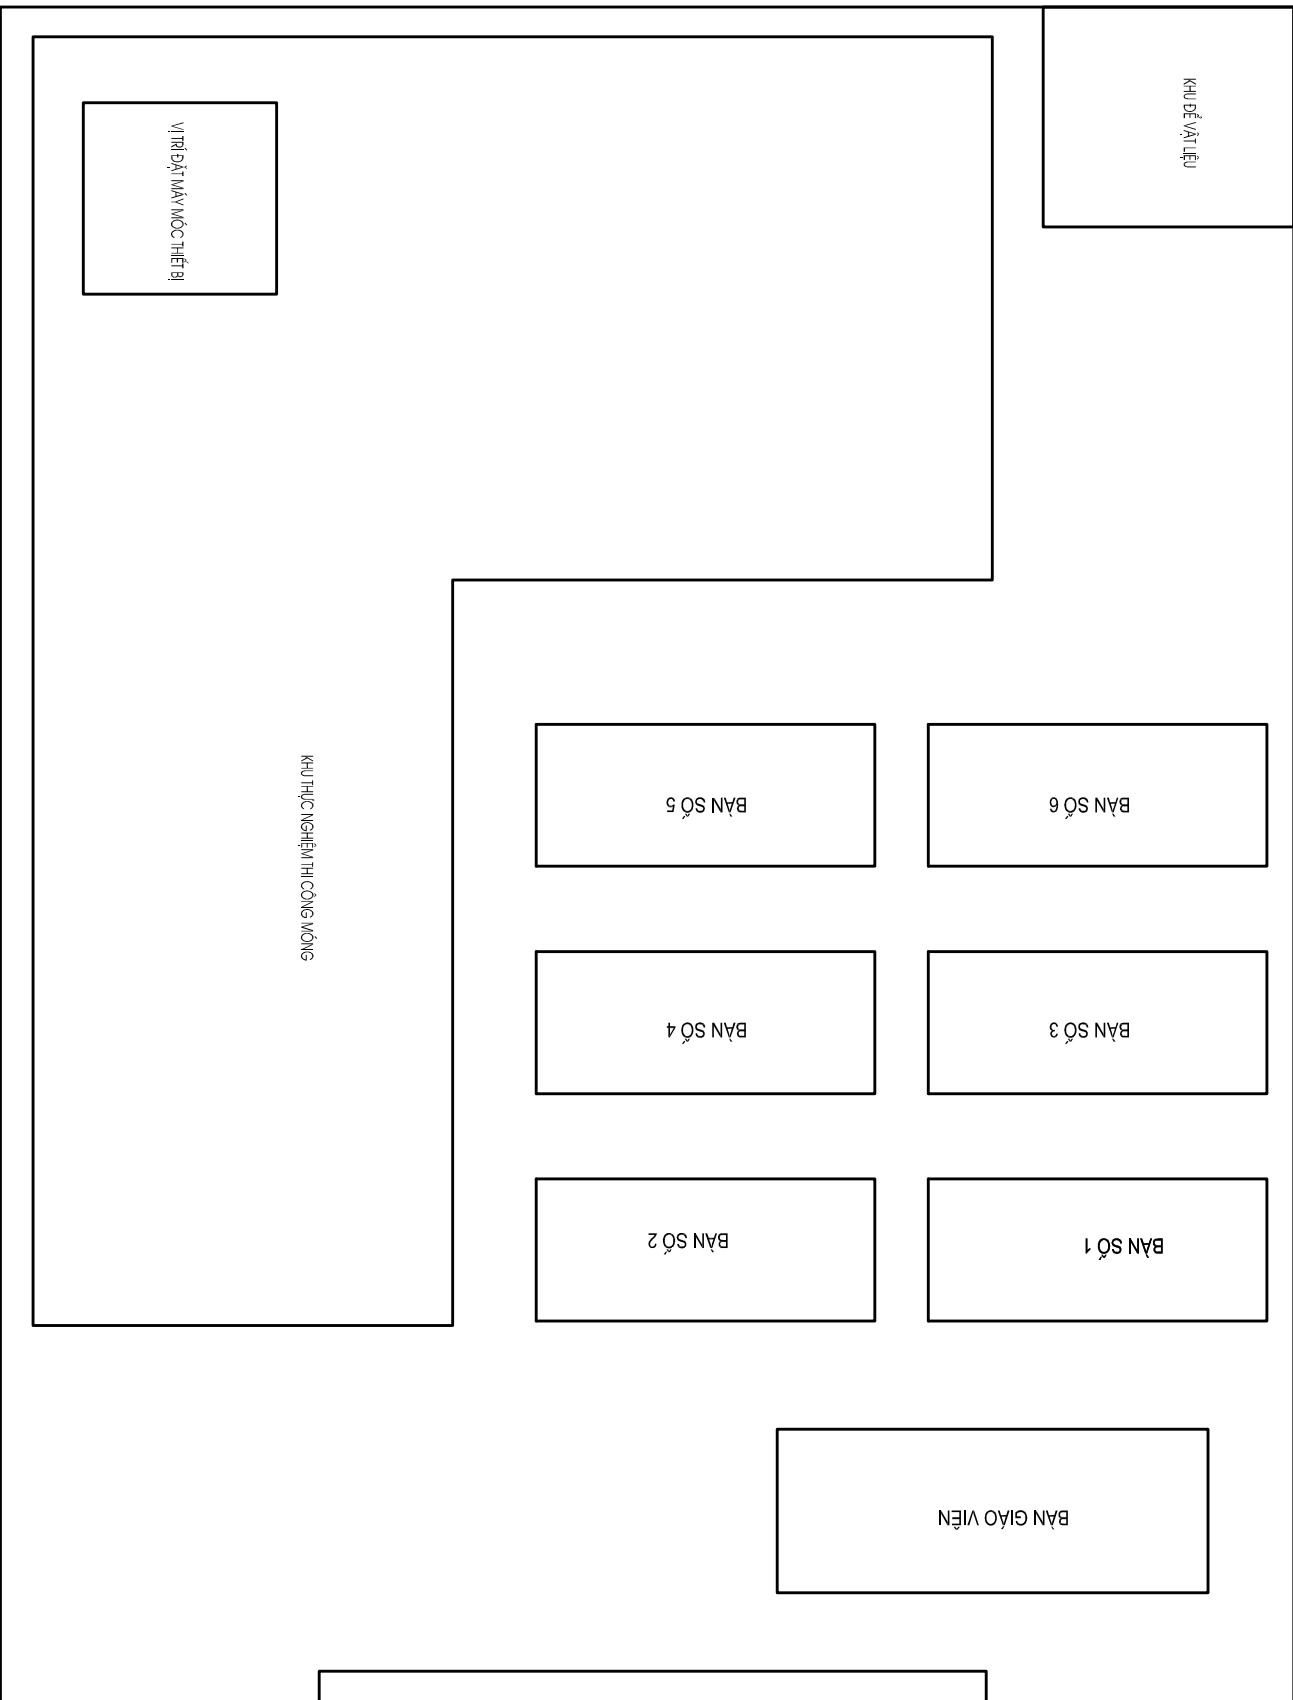 KHU ĐỂ VẬT LIỆU
VỊ TRÍ ĐẶT MÁY MÓC THIẾT BỊ
KHU THỰC NGHIỆM THI CÔNG MÓNG
BÀN SỐ 5
BÀN SỐ 6
BÀN SỐ 4
BÀN SỐ 3
BÀN SỐ 2
BÀN SỐ 1
BÀN GIÁO VIÊN